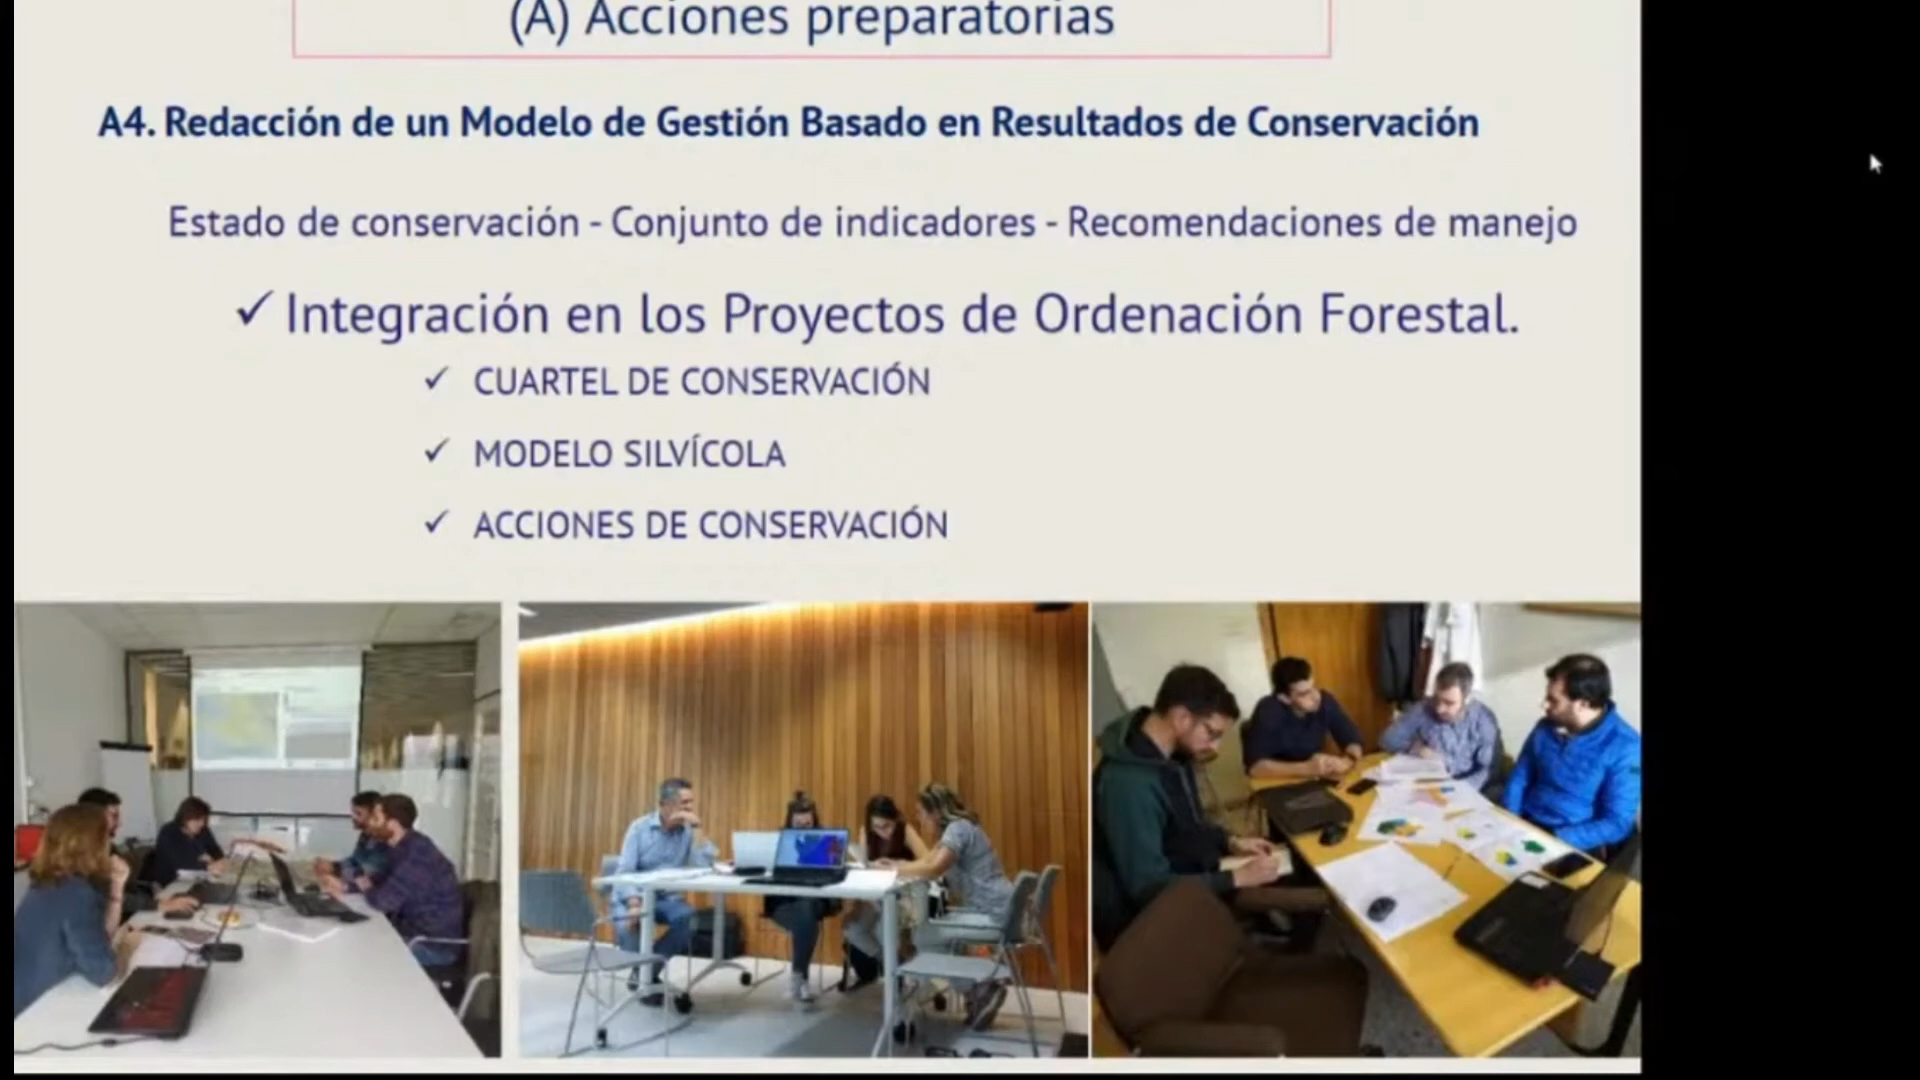 (A) Acciones preparatorias
A4. Redacción de un Modelo de Gestión Basado en Resultados de Conservación
Estado de conservación - Conjunto de indicadores - Recomendaciones de manejo
✓ Integración en los Proyectos de Ordenación Forestal.
✓ CUARTEL DE CONSERVACIÓN
✓ MODELO SILVÍCOLA
✓ ACCIONES DE CONSERVACIÓN